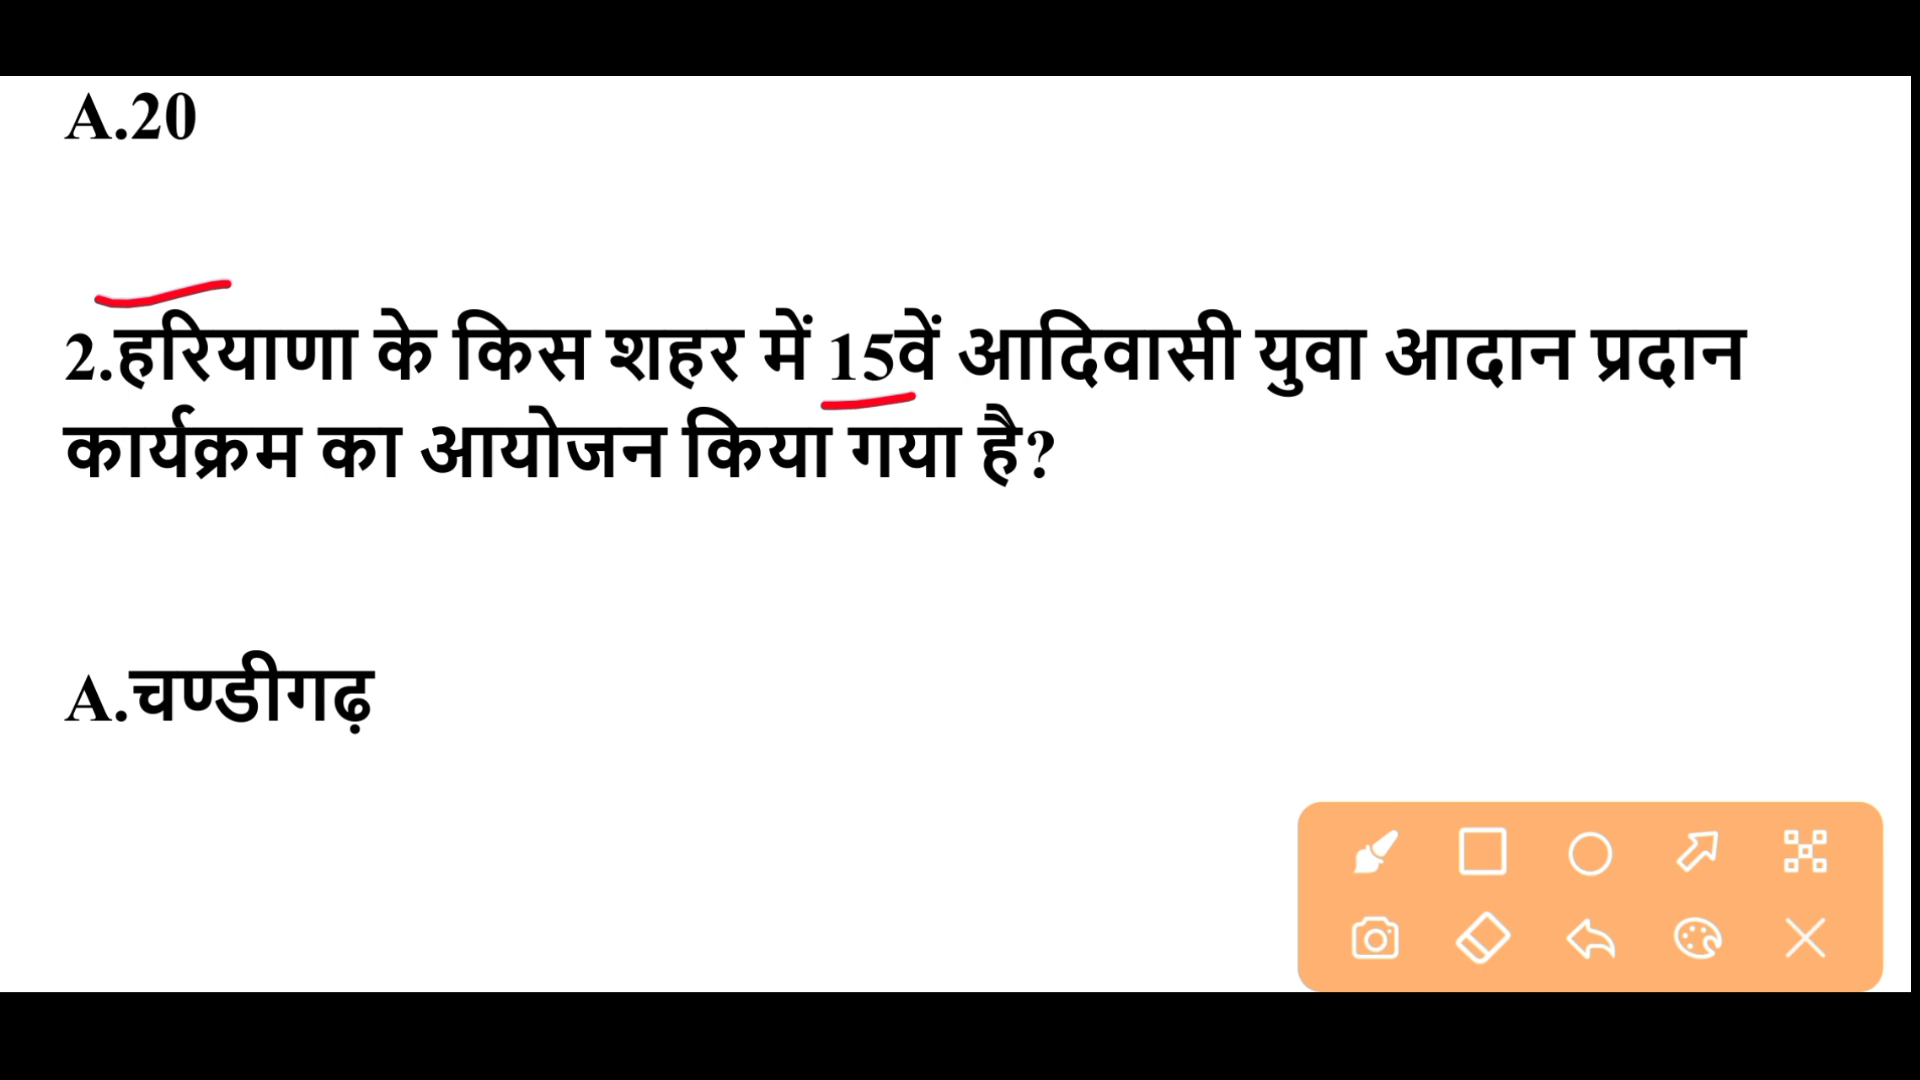 A.20
2.हरियाणा के किस शहर में 15वें आदिवासी युवा आदान प्रदान
कार्यक्रम का आयोजन किया गया है?
A.चण्डीगढ़